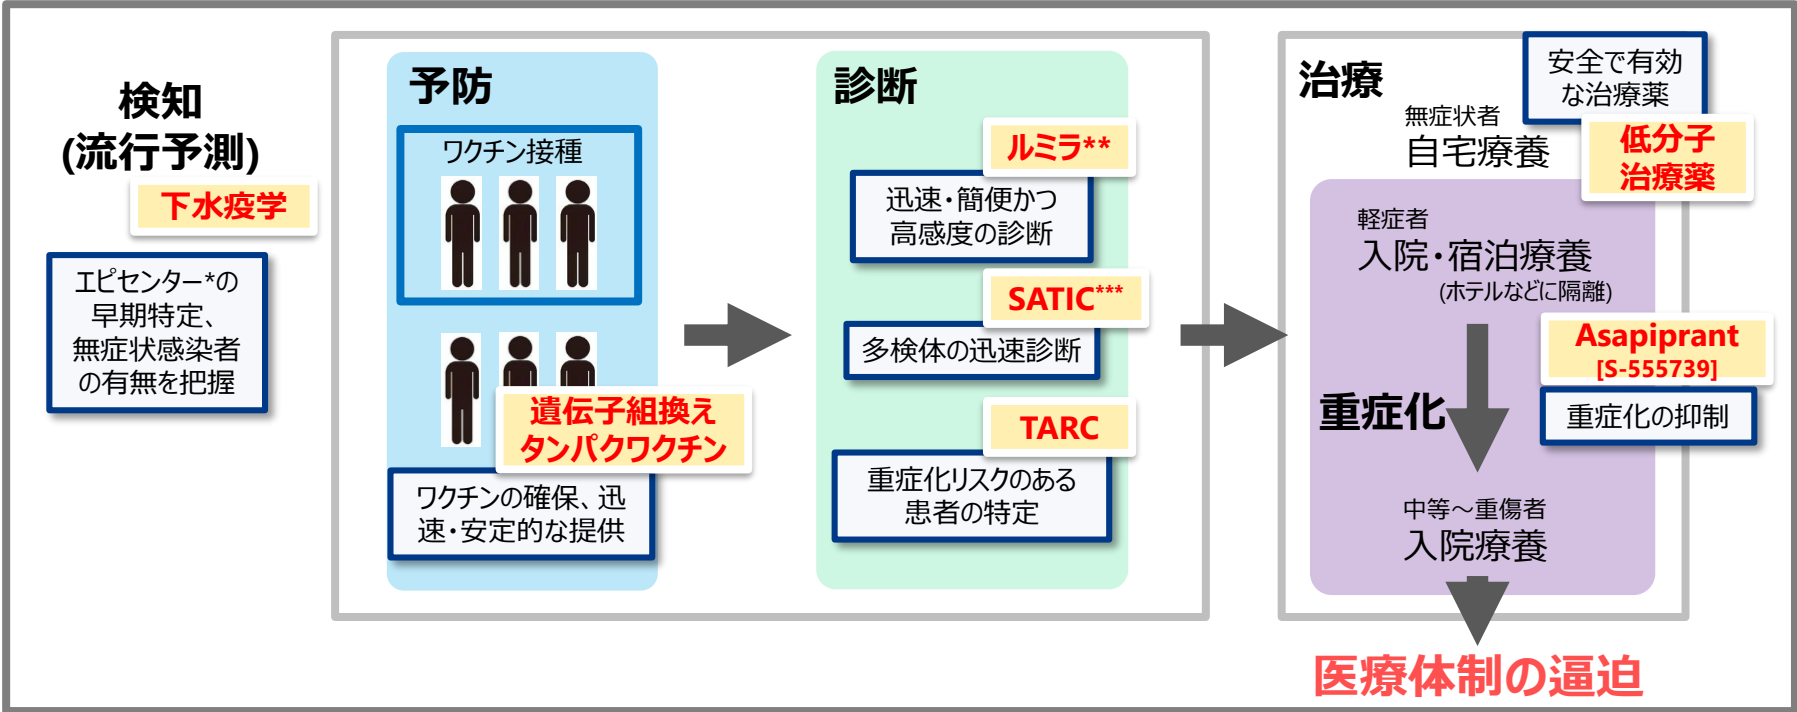 検知
(流行予測)
下水疫学
エピセンター*の
早期特定、
無症状感染者
の有無を把握
予防
ワクチン接種
遺伝子組換え
タンパクワクチン
ワクチンの確保、迅
速・安定的な提供
診断
ルミラ**
迅速・簡便かつ
高感度の診断
SATIC***
多検体の迅速診断
TARC
重症化リスクのある
患者の特定
治療
安全で有効
な治療薬
無症状者
自宅療養
低分子
治療薬
軽症者
入院・宿泊療養
(ホテルなどに隔離)
Asapiprant
[S-555739]
重症化
重症化の抑制
中等～重傷者
入院療養
医療体制の逼迫